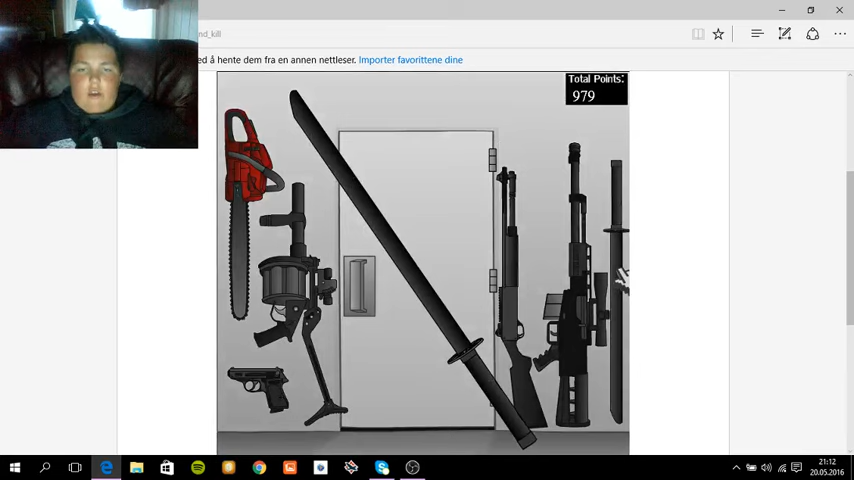 nd_kill
ed å hente dem fra en annen nettleser. Importer favorittene dine
Total Points:
979
21:12
20.05.2016